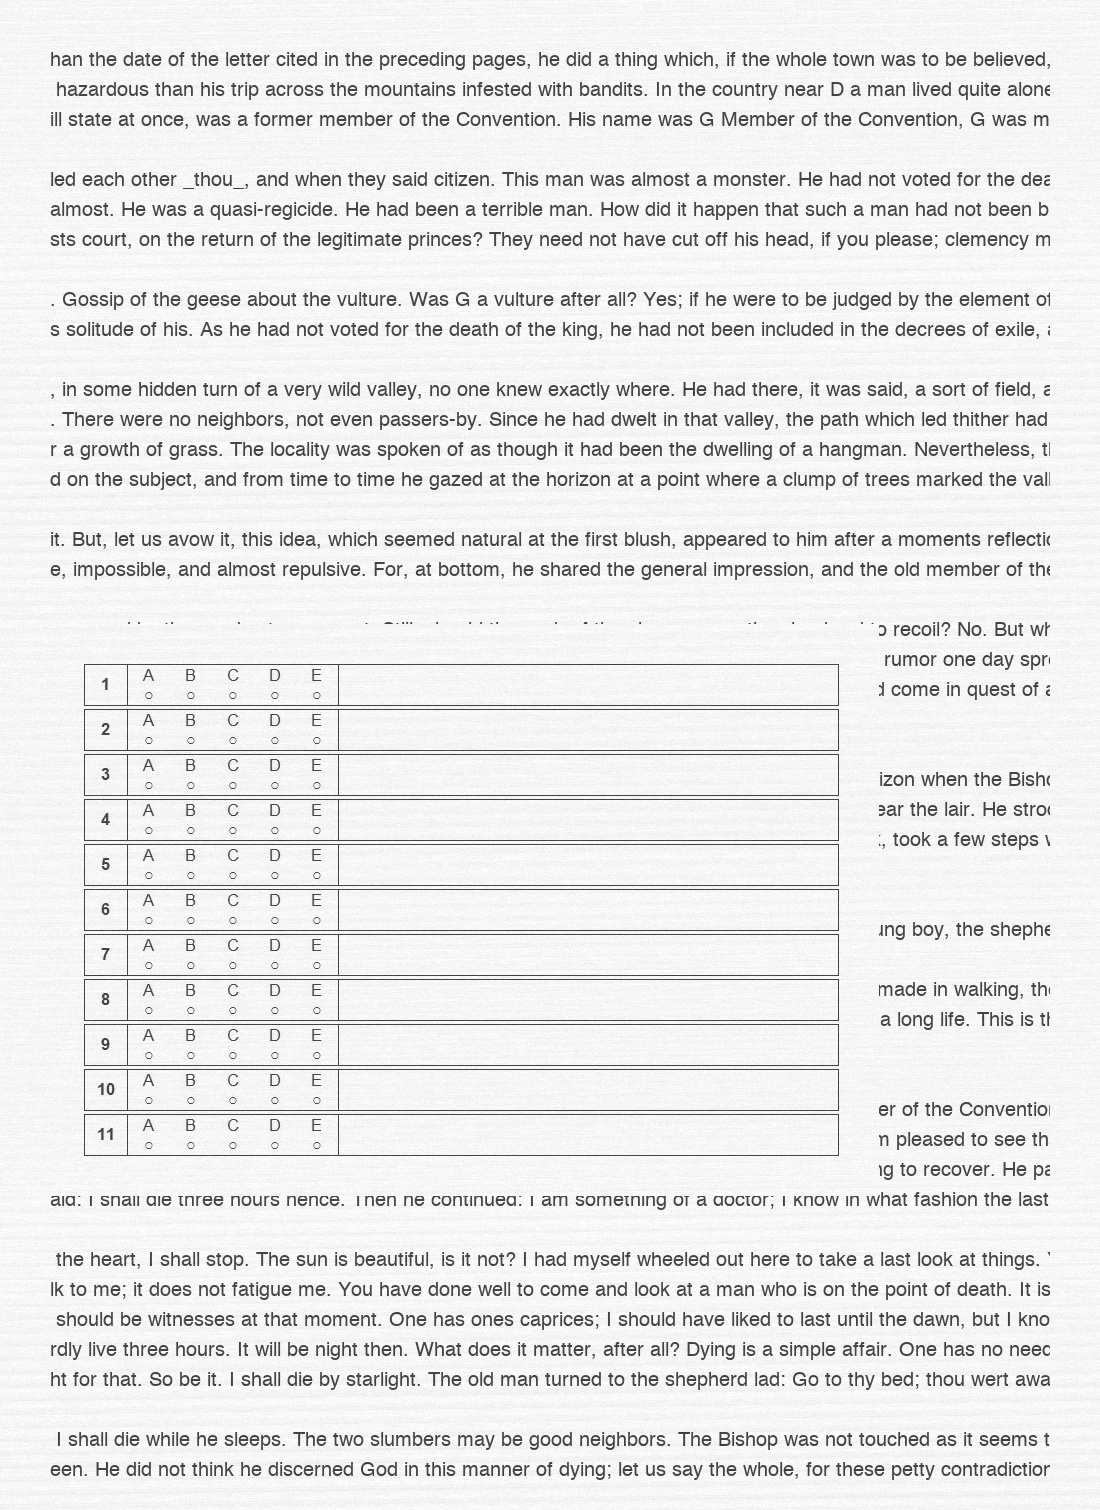 han the date of the letter cited in the preceding pages, he did a thing which, if the whole town was to be believed,
hazardous than his trip across the mountains infested with bandits. In the country near D a man lived quite alone
ill state at once, was a former member of the Convention. His name was G Member of the Convention, G was m
led each other _thou_, and when they said citizen. This man was almost a monster. He had not voted for the dea
almost. He was a quasi-regicide. He had been a terrible man. How did it happen that such a man had not been b
sts court, on the return of the legitimate princes? They need not have cut off his head, if you please; clemency m
. Gossip of the geese about the vulture. Was G a vulture after all? Yes; if he were to be judged by the element of
s solitude of his. As he had not voted for the death of the king, he had not been included in the decrees of exile,
, in some hidden turn of a very wild valley, no one knew exactly where. He had there, it was said, a sort of field, a
. There were no neighbors, not even passers-by. Since he had dwelt in that valley, the path which led thither had
r a growth of grass. The locality was spoken of as though it had been the dwelling of a hangman. Nevertheless,
d on the subject, and from time to time he gazed at the horizon at a point where a clump of trees marked the vall
it. But, let us avow it, this idea, which seemed natural at the first blush, appeared to him after a moments reflectio
e, impossible, and almost repulsive. For, at bottom, he shared the general impression, and the old member of the
recoil? No. But wh
rumor one day spre
come in quest of a
1 A B C D E
2 A B C D E
3 A B C D E
izon when the Bisho
4 A B C D E
ear the lair. He stroo
, took a few steps
5 A B C D E
6 A B C D E
ung boy, the shephe
7 A B C D E
8 A B C D E
made in walking, the
a long life. This is th
9 A B C D E
10 A B C D E
er of the Convention
11 A B C D E
m pleased to see tha
ng to recover. He pa
aid: I shall die three hours hence. Then he continued: I am something of a doctor; I know in what fashion the last
the heart, I shall stop. The sun is beautiful, is it not? I had myself wheeled out here to take a last look at things.
lk to me; it does not fatigue me. You have done well to come and look at a man who is on the point of death. It is
should be witnesses at that moment. One has ones caprices; I should have liked to last until the dawn, but I kno
rdly live three hours. It will be night then. What does it matter, after all? Dying is a simple affair. One has no need
ht for that. So be it. I shall die by starlight. The old man turned to the shepherd lad: Go to thy bed; thou wert awa
I shall die while he sleeps. The two slumbers may be good neighbors. The Bishop was not touched as it seems t
een. He did not think he discerned God in this manner of dying; let us say the whole, for these petty contradiction